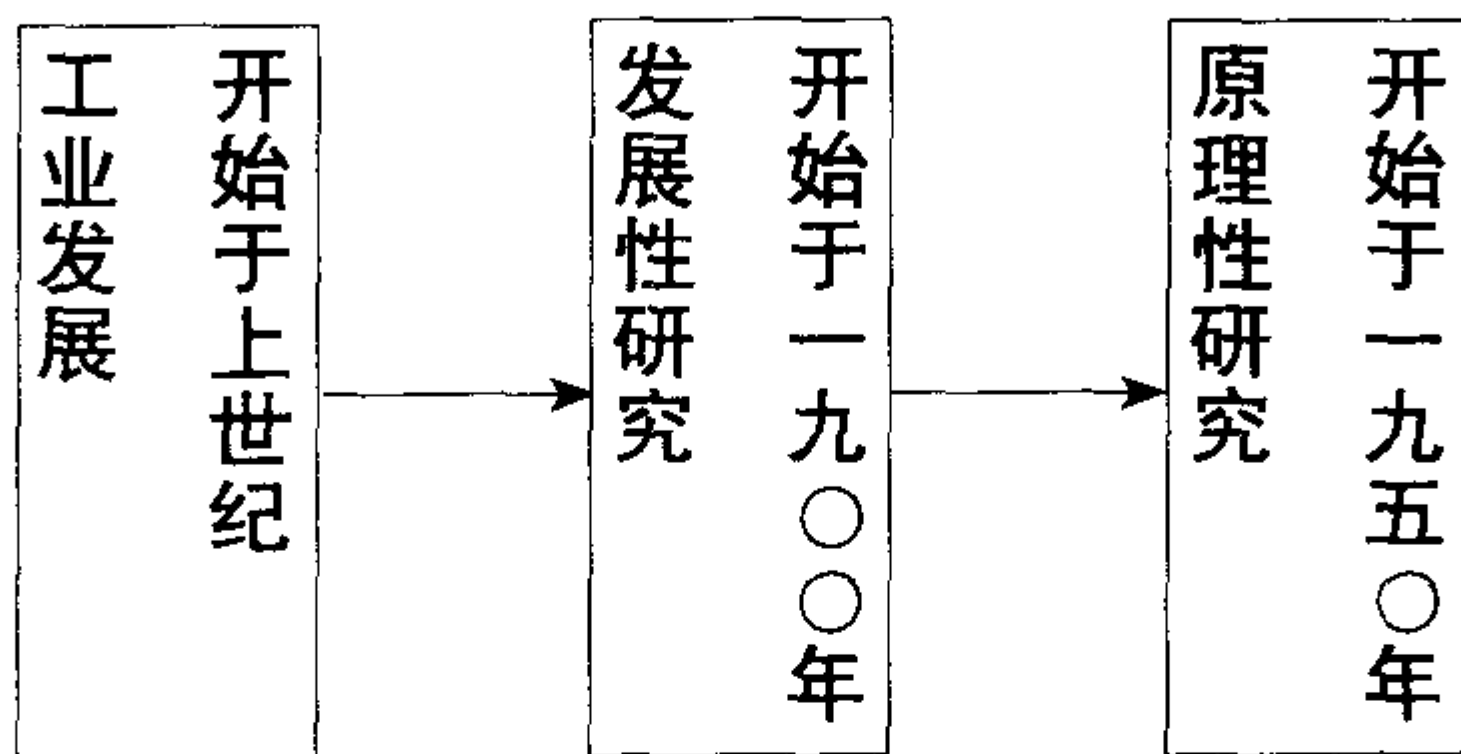 工业发展
开始于上世纪
发展性研究
开始于一九〇〇年
原理性研究
开始于一九五〇年